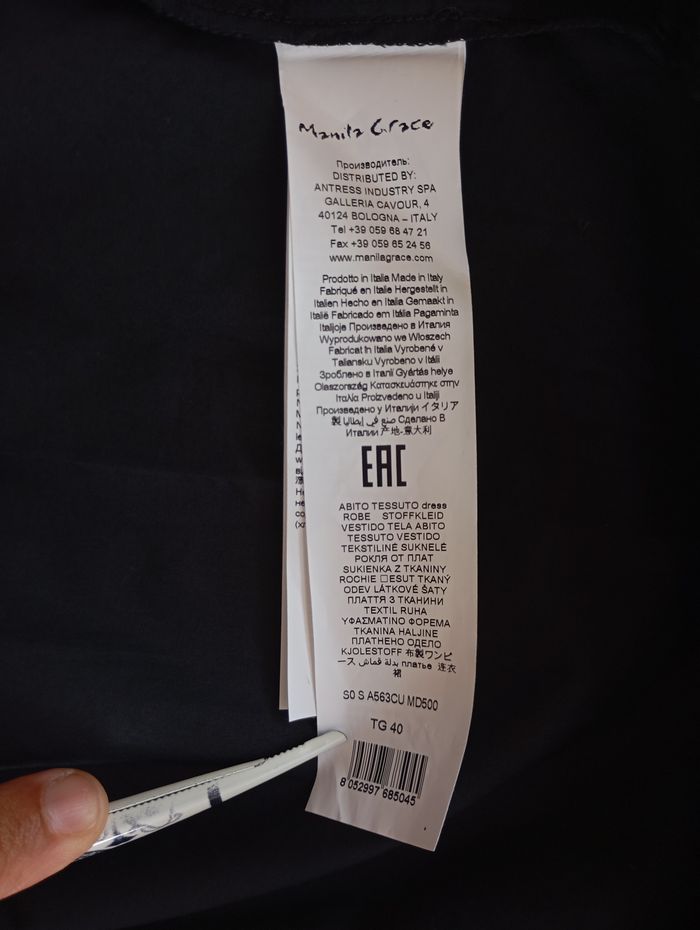 Manila Grace
Производитель:
DISTRIBUTED BY:
ANTRESS INDUSTRY SPA
GALLERIA CAVOUR, 4
40124 BOLOGNA – ITALY
Tel +39 059 68 47 21
Fax +39 059 65 24 56
www.manilagrace.com
Prodotto in Italia Made in Italy
Fabriqué en Italie Hergestellt in
Italien Hecho en Italia Gemaakt in
Italië Fabricado em Itália Pagaminta
Italijoje Произведено в Италия
Wyprodukowano we Wloszech
Fabricat în Italia Vyrobené v
Taliansku Vyrobeno v Itálii
Зроблено в Італії Gyártás helye
Olaszország Κατασκευάστηκε στην
Ιταλία Proizvedeno u Italiji
Произведено у Италији イタリア
製 صنع في إيطاليا Сделано В
Италии 产地-意大利
EAC
ABITO TESSUTO dress
ROBE STOFFKLEID
VESTIDO TELA ABITO
TESSUTO VESTIDO
TEKSTILINĖ SUKNELĖ
РОКЛЯ ОТ ПЛАТ
SUKIENKA Z TKANINY
ROCHIE □ESUT TKANÝ
ODEV LÁTKOVÉ ŠATY
ПЛАТТЯ З ТКАНИНИ
TEXTIL RUHA
ΥΦΑΣΜΑΤΙΝΟ ΦΟΡΕΜΑ
TKANINA HALJINE
ПЛАТНЕНО ОДЕЛО
KJOLESTOFF 布製ワンピ
ース بدلة قماش платье 连衣
裙
S0 S A563CU MD500
TG 40
8 052997 685045